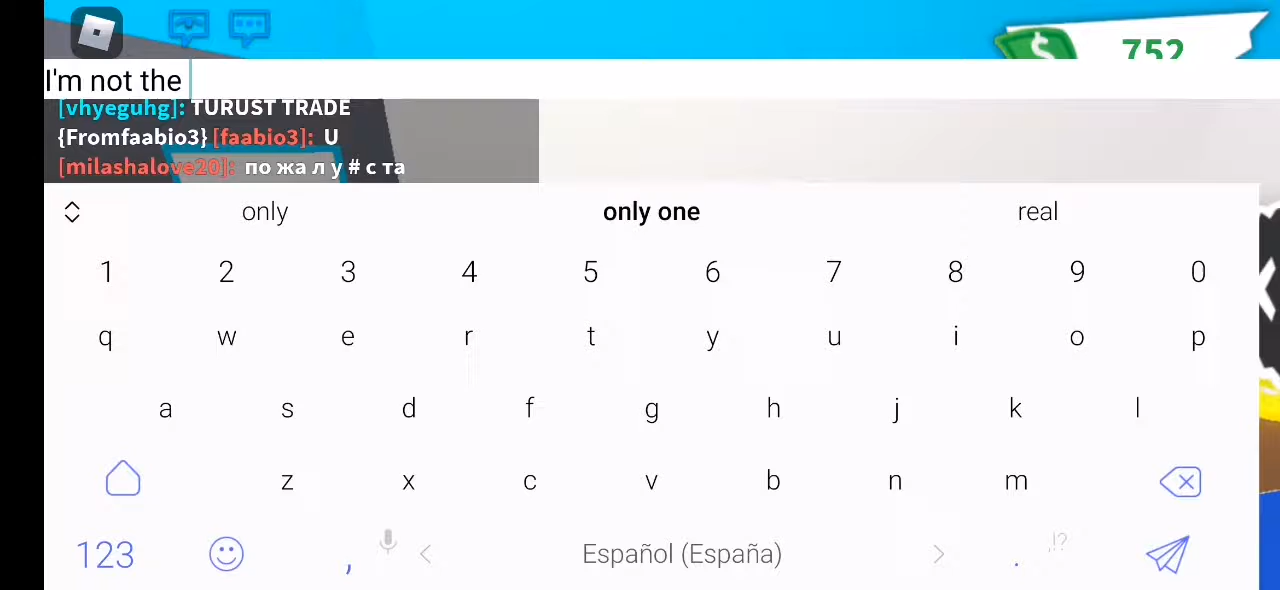 752
I'm not the
[vhyeguhg]: TURUST TRADE
{Fromfaabio3} [faabio3]: U
[milashalove20]: по жа л у # с та
only only one real
1 2 3 4 5 6 7 8 9 0
q w e r t y u i o p
a s d f g h j k l
z x c v b n m
123 , < Español (España) > . ,!?